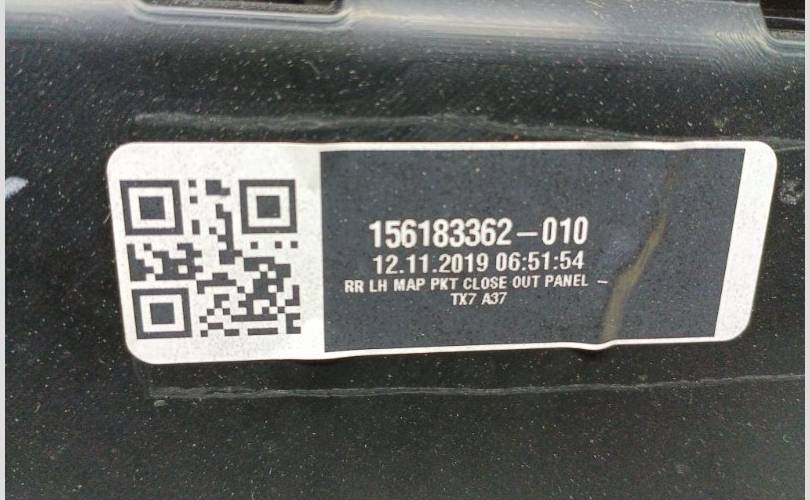 156183362-010
12.11.2019 06:51:54
RR LH MAP PKT CLOSE OUT PANEL -
TX7 A37